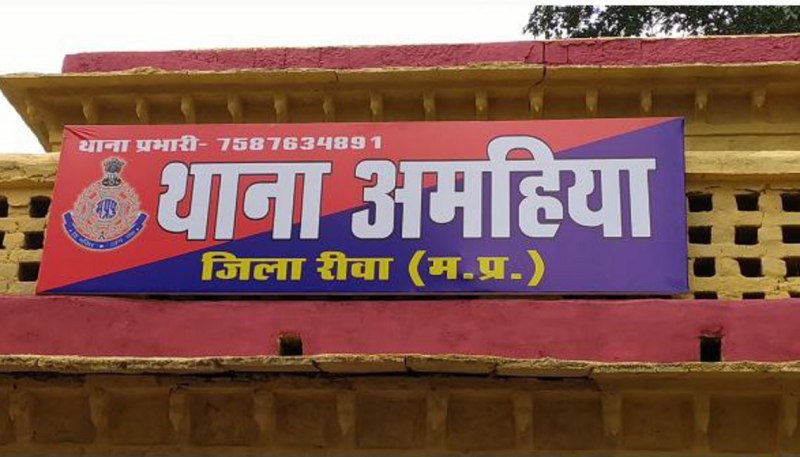 थाना प्रभारी- 7587634891
थाना अमहिया
जिला रीवा (म.प्र.)